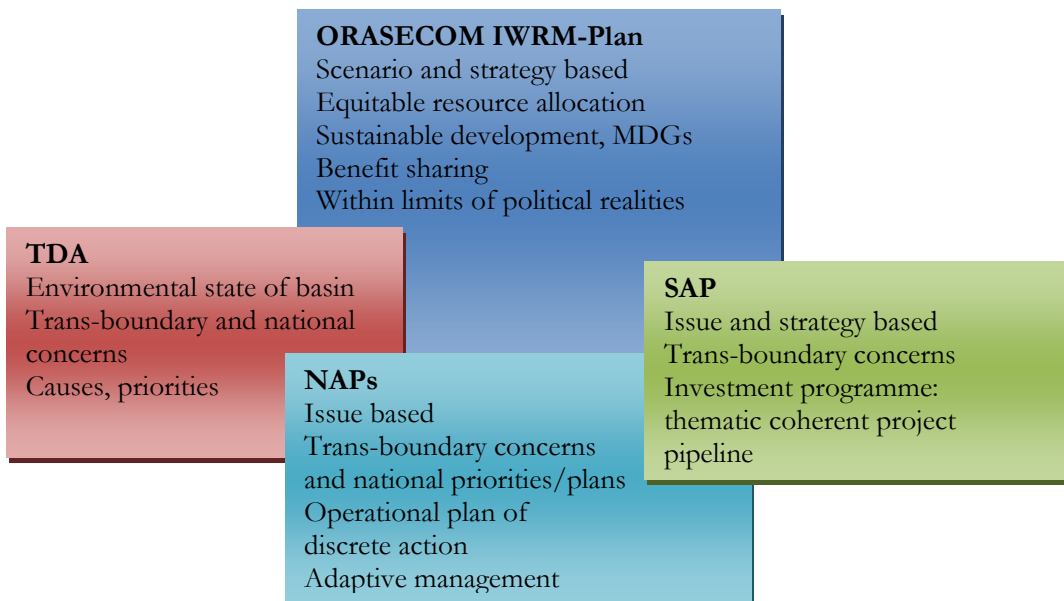 ORASECOM IWRM-Plan
Scenario and strategy based
Equitable resource allocation
Sustainable development, MDGs
Benefit sharing
Within limits of political realities
TDA
Environmental state of basin
Trans-boundary and national
concerns
Causes, priorities
SAP
Issue and strategy based
Trans-boundary concerns
Investment programme:
thematic coherent project
pipeline
NAPs
Issue based
Trans-boundary concerns
and national priorities/plans
Operational plan of
discrete action
Adaptive management